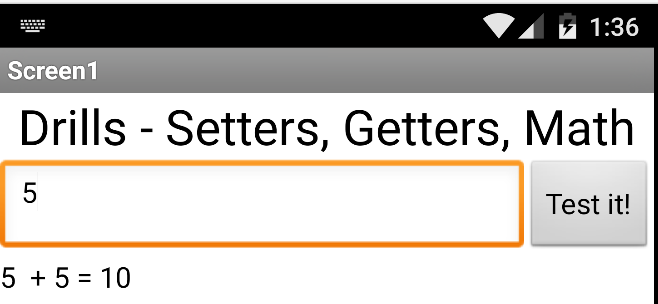 1:36
Screen1
Drills - Setters, Getters, Math
5
Test it!
5 + 5 = 10